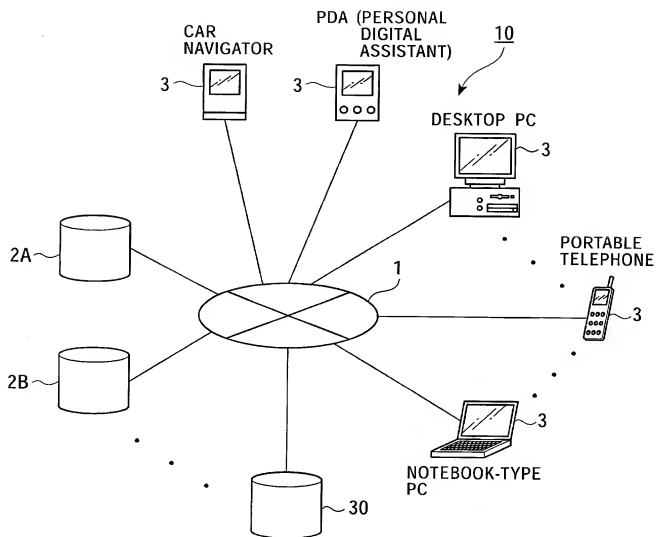 CAR
NAVIGATOR
3
PDA (PERSONAL
DIGITAL
ASSISTANT)
3
10
DESKTOP PC
3
2A
1
PORTABLE
TELEPHONE
3
2B
3
NOTEBOOK-TYPE
PC
30